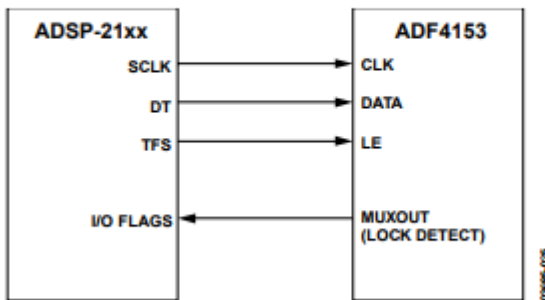 ADSP-21xx
ADF4153
SCLK
CLK
DT
DATA
TFS
LE
I/O FLAGS
MUXOUT
(LOCK DETECT)